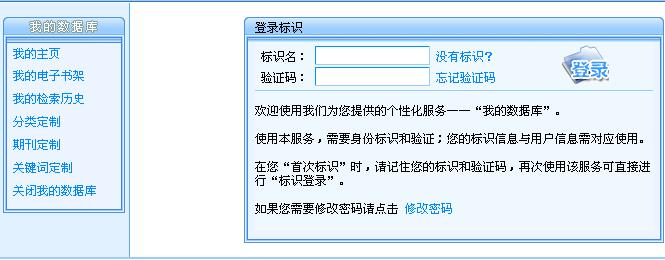 我的数据库
我的主页
我的电子书架
我的检索历史
分类定制
期刊定制
关键词定制
关闭我的数据库
登录标识
标识名： 没有标识?
验证码： 忘记验证码
登录
欢迎使用我们为您提供的个性化服务——“我的数据库”。
使用本服务，需要身份标识和验证；您的标识信息与用户信息需对应使用。
在您“首次标识”时，请记住您的标识和验证码，再次使用该服务可直接进
行“标识登录”。
如果您需要修改密码请点击 修改密码